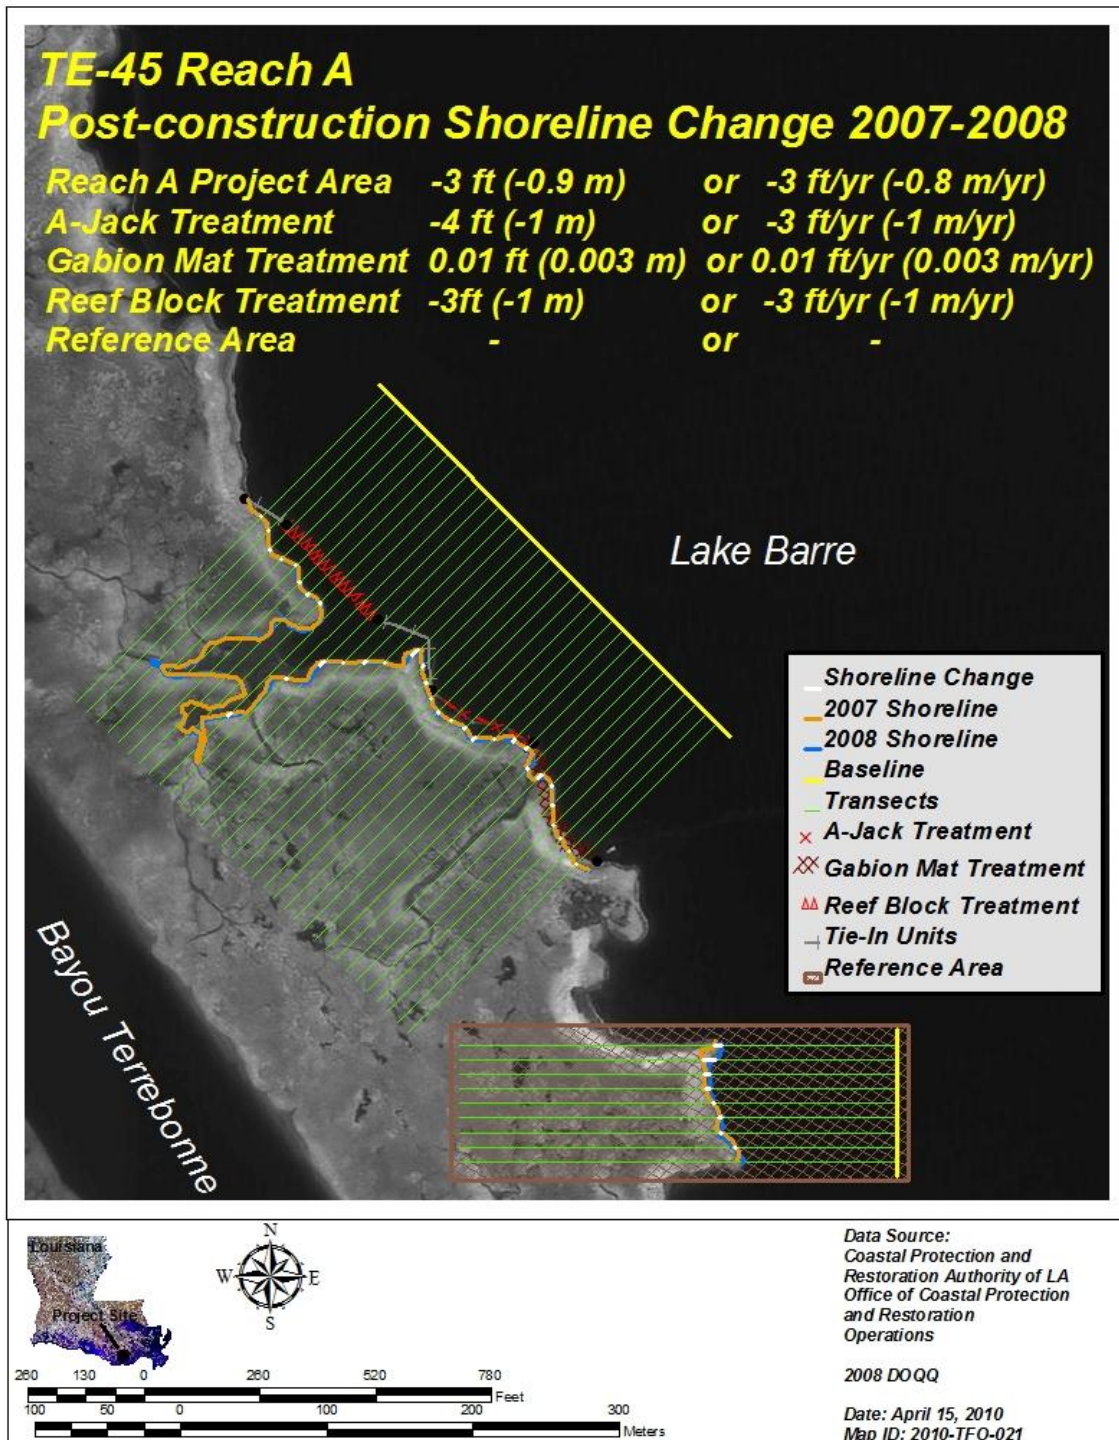 TE-45 Reach A
Post-construction Shoreline Change 2007-2008
Reach A Project Area -3 ft (-0.9 m) or -3 ft/yr (-0.8 m/yr)
A-Jack Treatment -4 ft (-1 m) or -3 ft/yr (-1 m/yr)
Gabion Mat Treatment 0.01 ft (0.003 m) or 0.01 ft/yr (0.003 m/yr)
Reef Block Treatment -3ft (-1 m) or -3 ft/yr (-1 m/yr)
Reference Area - or -
Lake Barre
Shoreline Change
2007 Shoreline
2008 Shoreline
Baseline
Transects
A-Jack Treatment
Gabion Mat Treatment
Reef Block Treatment
Tie-In Units
Reference Area
Bayou Terrebonne
Louisiana
Project Site
N
W E
S
260 130 0 260 520 780
Feet
100 50 0 100 200 300
Meters
Data Source:
Coastal Protection and
Restoration Authority of LA
Office of Coastal Protection
and Restoration
Operations
2008 DOQQ
Date: April 15, 2010
Map ID: 2010-TFO-021